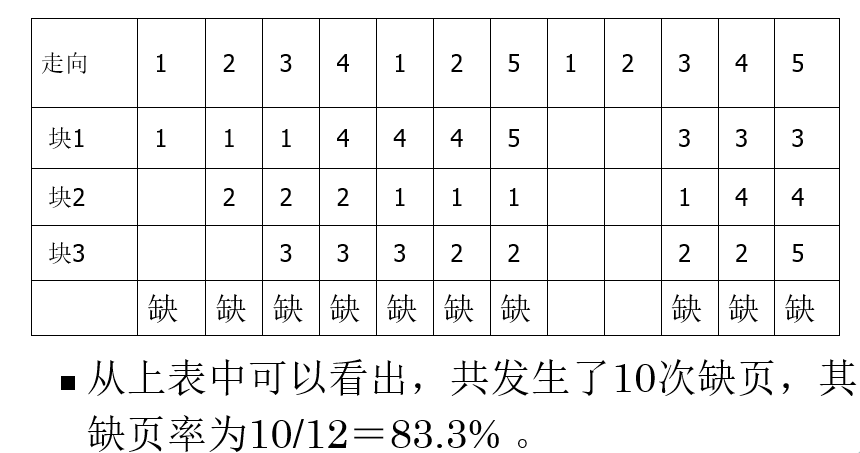 走向 1 2 3 4 1 2 5 1 2 3 4 5
块1 1 1 1 4 4 4 5 3 3 3
块2 2 2 2 1 1 1 1 4 4
块3 3 3 3 2 2 2 2 5
缺 缺 缺 缺 缺 缺 缺 缺 缺 缺
■ 从上表中可以看出，共发生了10次缺页，其
缺页率为10/12＝83.3% 。